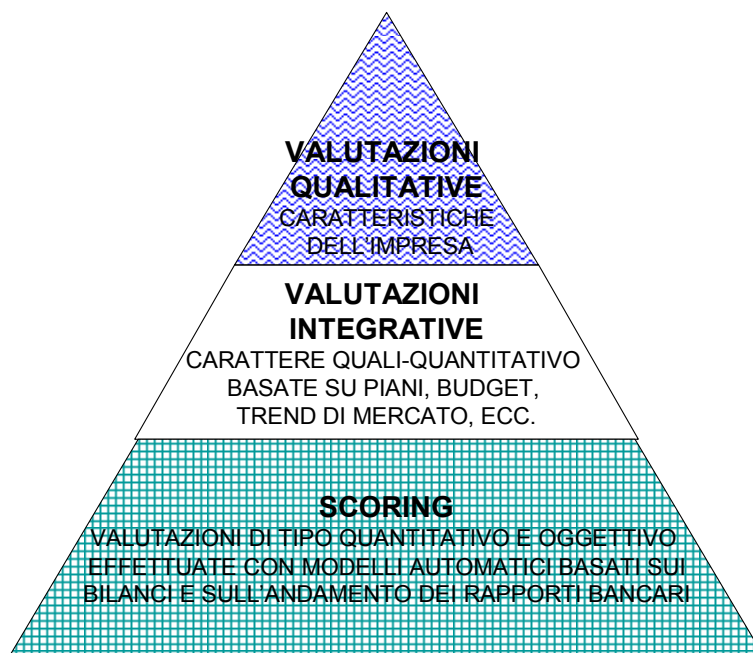 VALUTAZIONI
QUALITATIVE
CARATTERISTICHE
DELL'IMPRESA
VALUTAZIONI
INTEGRATIVE
CARATTERE QUALI-QUANTITATIVO
BASATE SU PIANI, BUDGET,
TREND DI MERCATO, ECC.
SCORING
VALUTAZIONI DI TIPO QUANTITATIVO E OGGETTIVO
EFFETTUATE CON MODELLI AUTOMATICI BASATI SUI
BILANCI E SULL'ANDAMENTO DEI RAPPORTI BANCARI